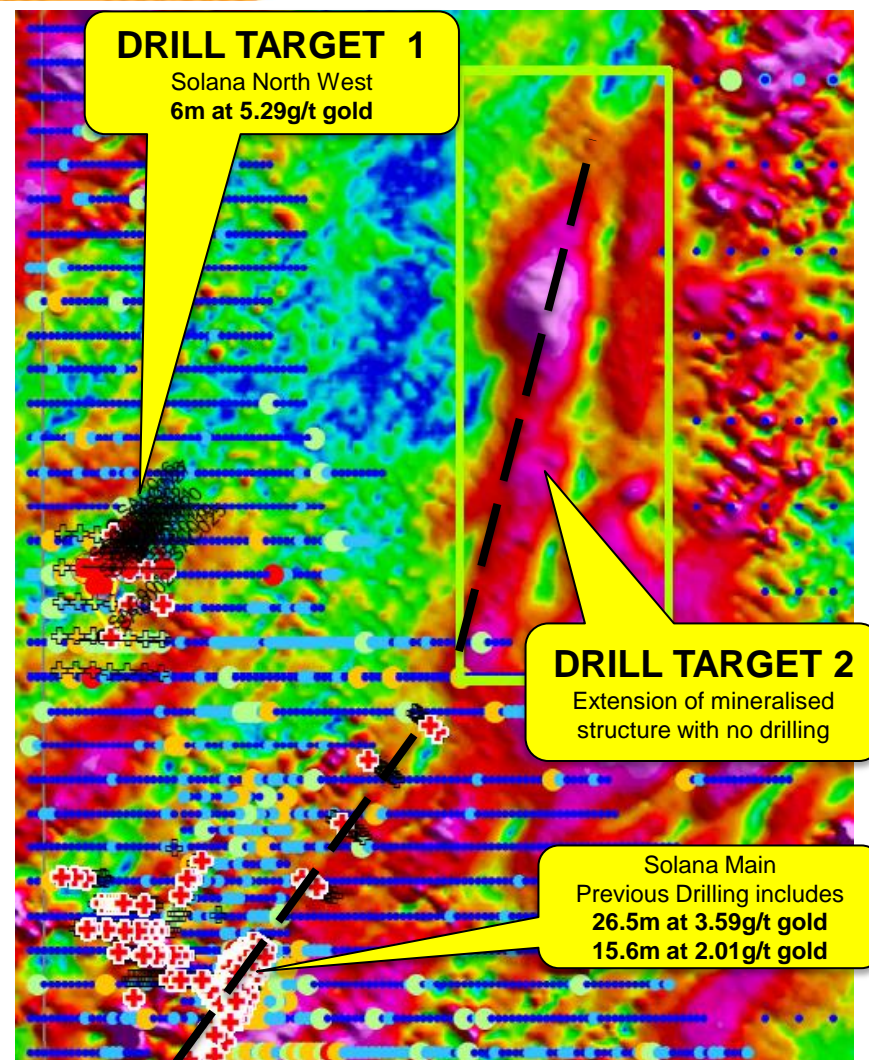 DRILL TARGET 1
Solana North West
6m at 5.29g/t gold
DRILL TARGET 2
Extension of mineralised
structure with no drilling
Solana Main
Previous Drilling includes
26.5m at 3.59g/t gold
15.6m at 2.01g/t gold